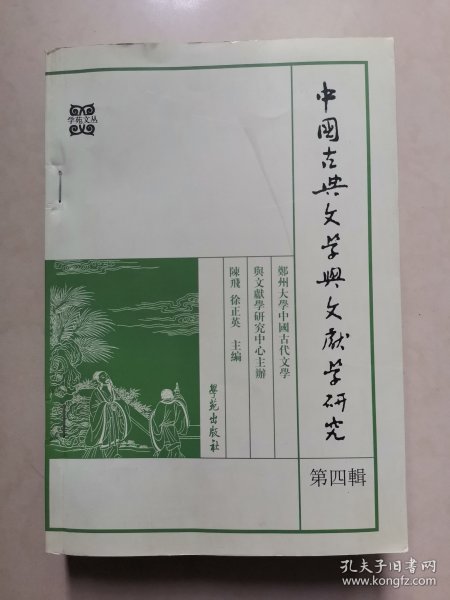 学苑文丛
中國古典文学與文獻学研究
第四輯
鄭州大學中國古代文學
與文獻學研究中心主辦
陳飛 徐正英 主編
學苑出版社
孔夫子旧书网
www.kongfz.com